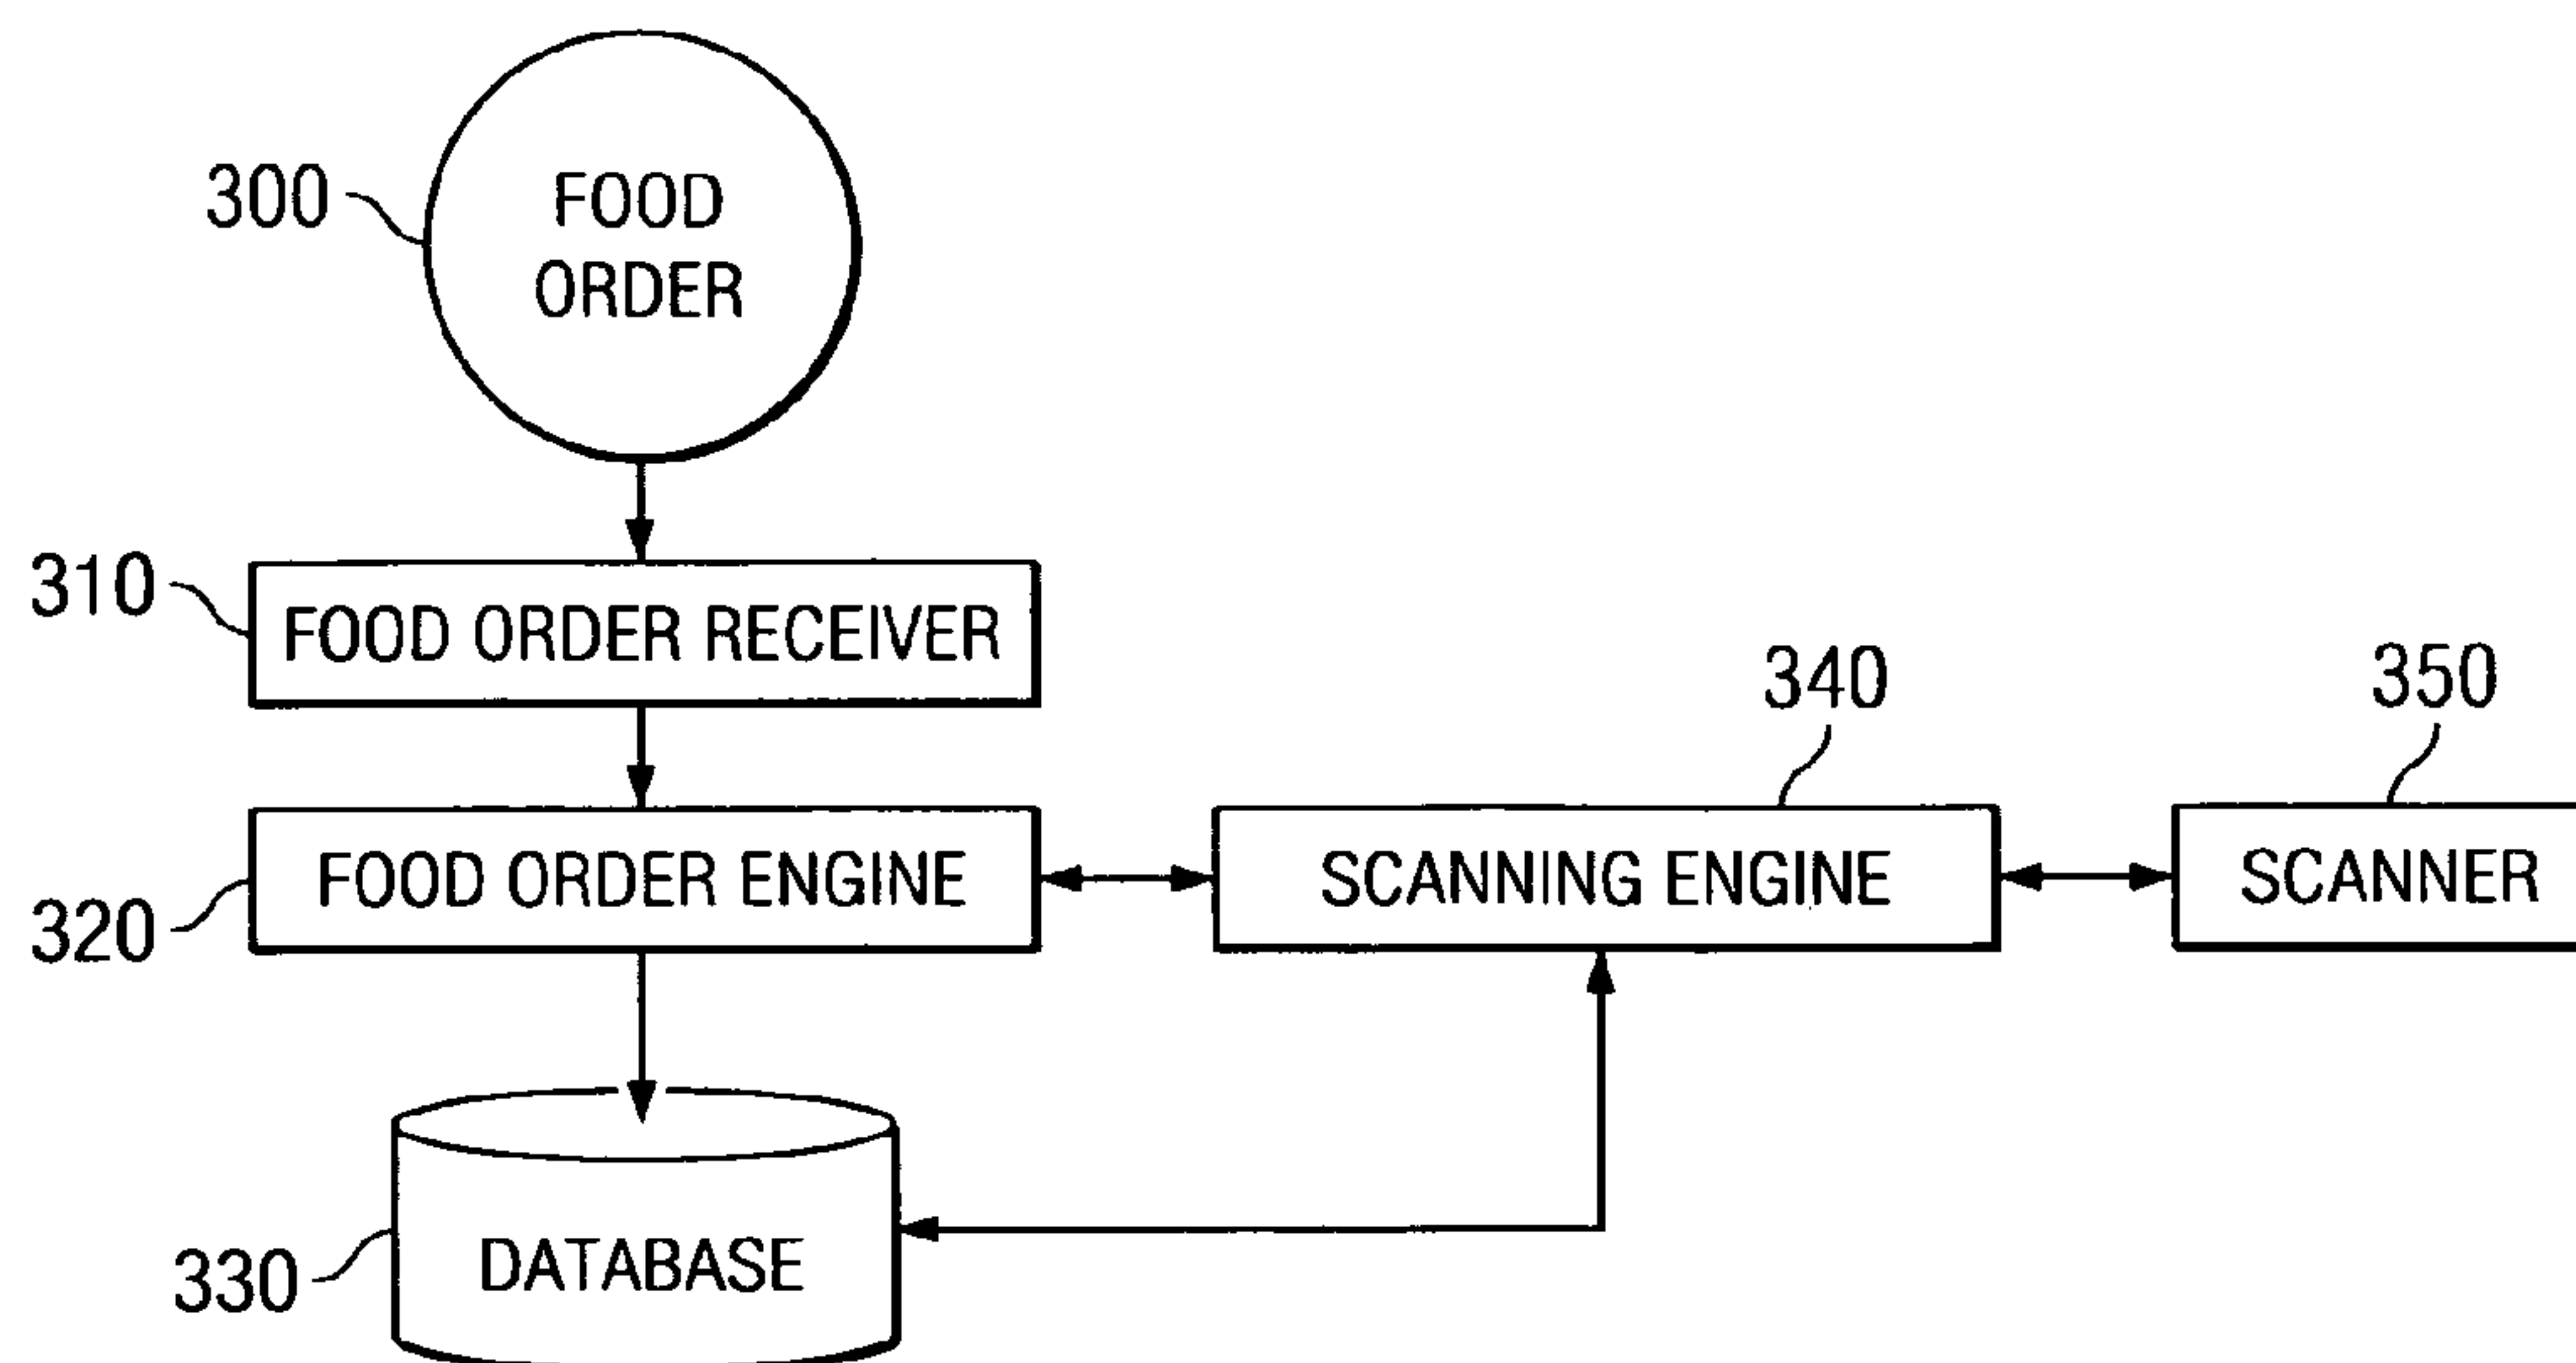 300
FOOD
ORDER
310
FOOD ORDER RECEIVER
340
350
320
FOOD ORDER ENGINE
SCANNING ENGINE
SCANNER
330
DATABASE